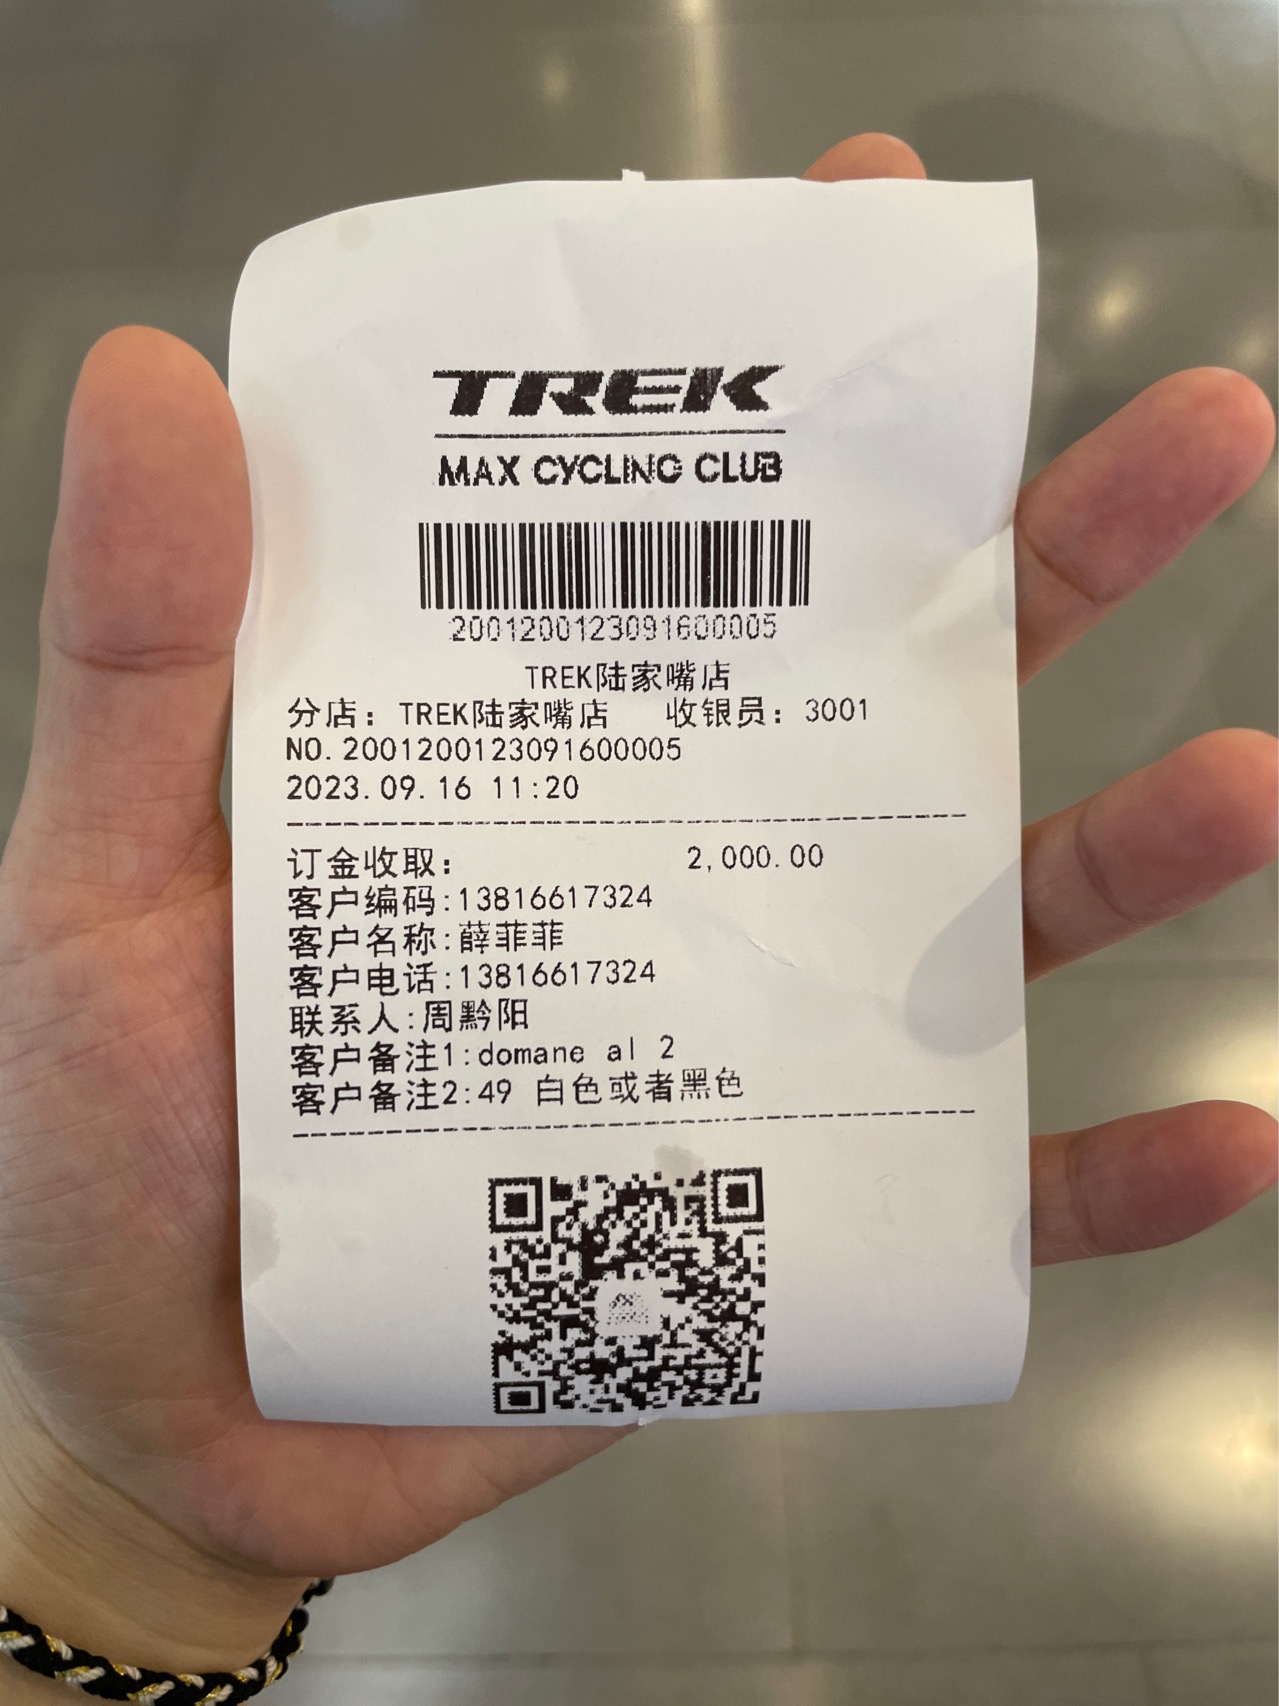 TREK
MAX CYCLING CLUB
2001200123091600005
TREK陆家嘴店
分店：TREK陆家嘴店 收银员：3001
NO.2001200123091600005
2023.09.16 11:20
订金收取： 2,000.00
客户编码:13816617324
客户名称:薛菲菲
客户电话:13816617324
联系人:周黔阳
客户备注1:domane al 2
客户备注2:49 白色或者黑色